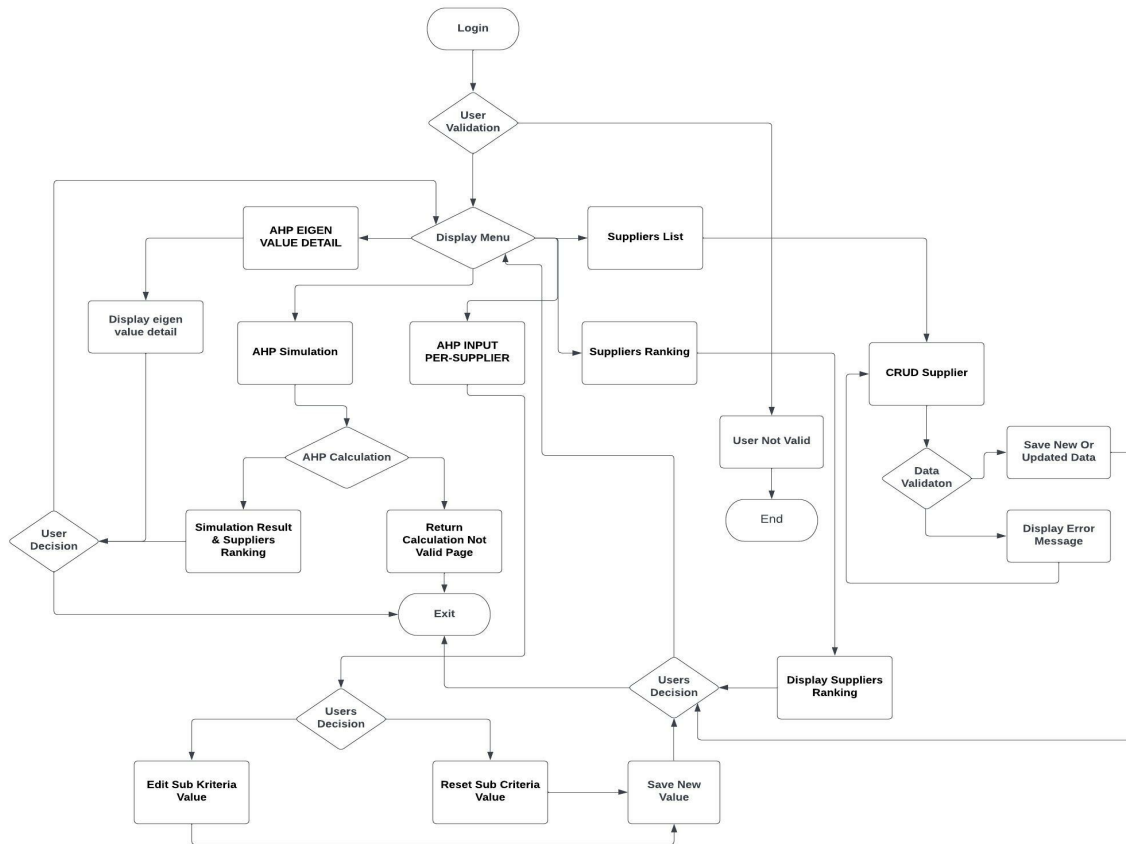 Login
User
Validation
AHP EIGEN
VALUE DETAIL
Display Menu
Suppliers List
Display eigen
value detail
AHP Simulation
AHP INPUT
PER-SUPPLIER
Suppliers Ranking
CRUD Supplier
User Not Valid
Save New Or
Updated Data
AHP Calculation
Data
Validaton
End
User
Decision
Simulation Result
& Suppliers
Ranking
Return
Calculation Not
Valid Page
Display Error
Message
Exit
Users
Decision
Display Suppliers
Ranking
Users
Decision
Edit Sub Kriteria
Value
Reset Sub Criteria
Value
Save New
Value